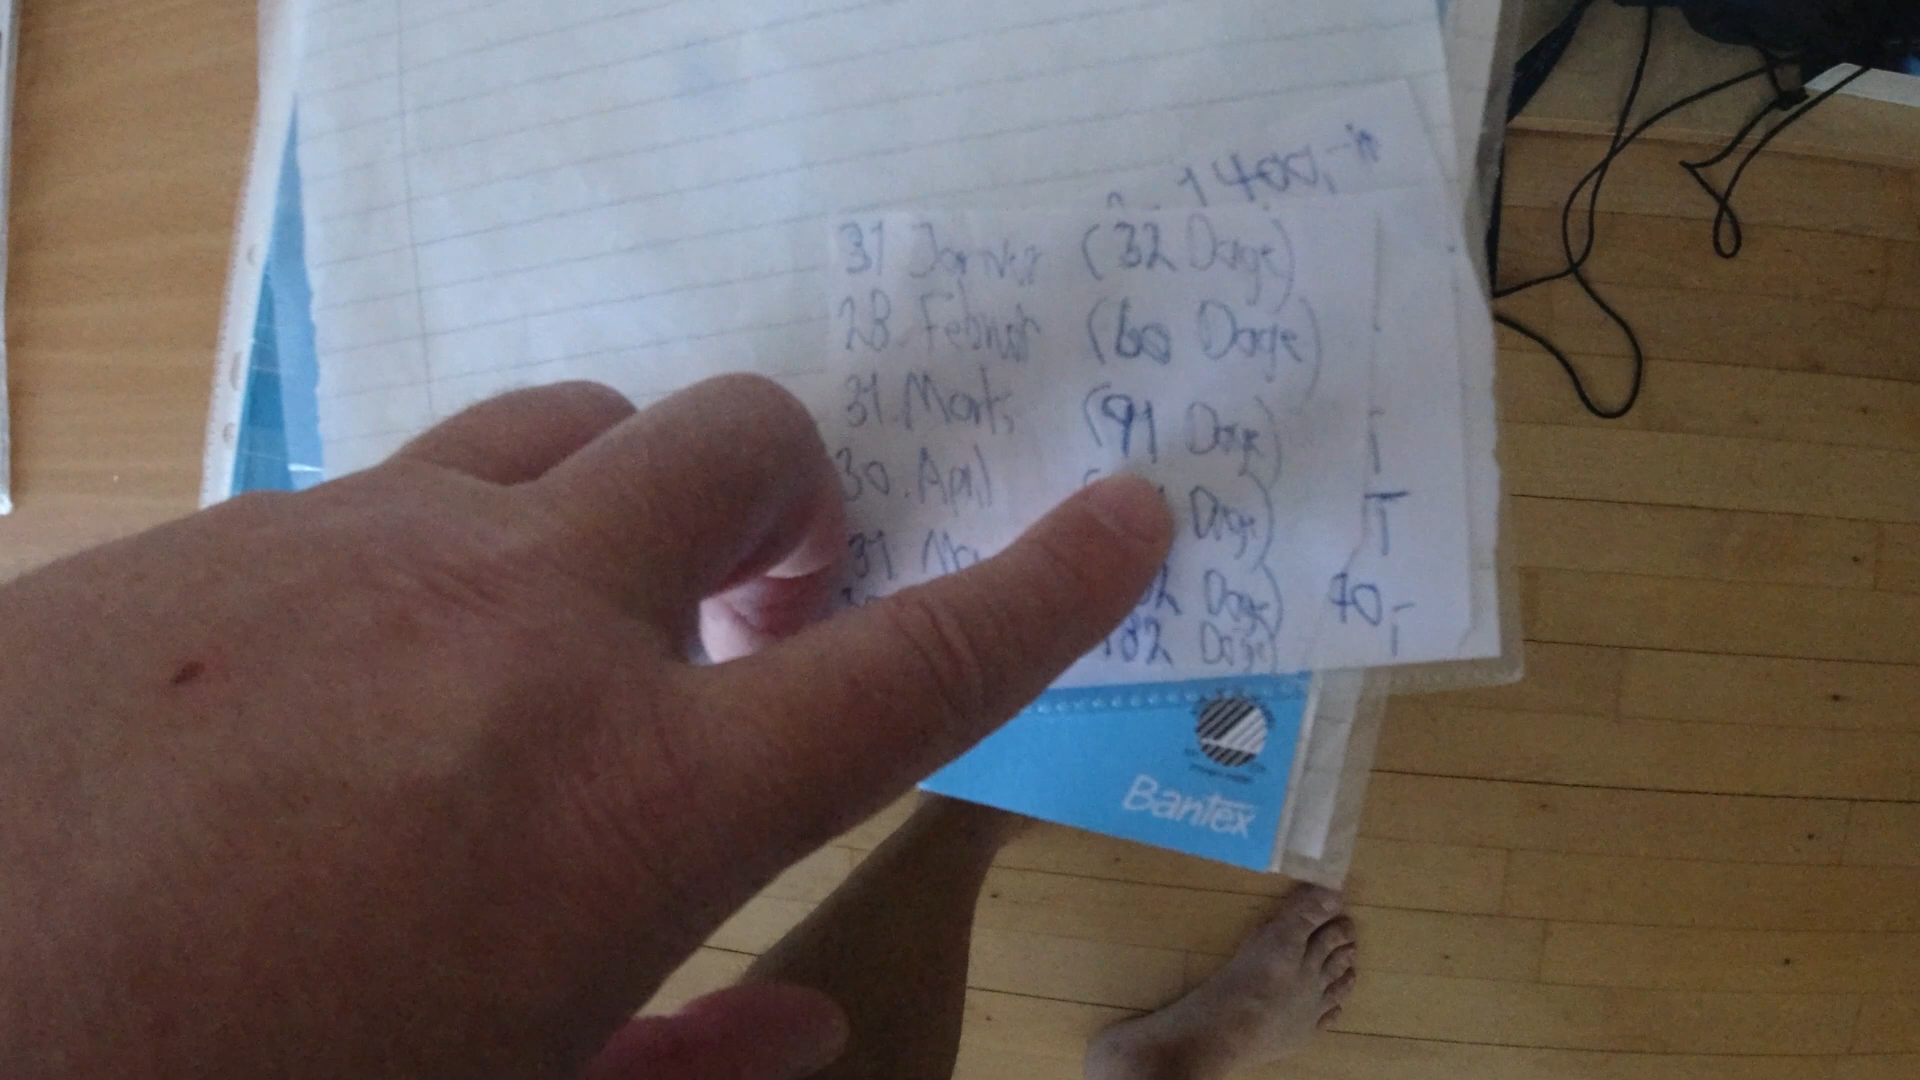 1400,-
31 Januar (32 Dage)
28. Februar (60 Dage)
31. Marts (91 Dage)
30. April Dage)
31 Dage)
182 Dage)
40,-
Bantex